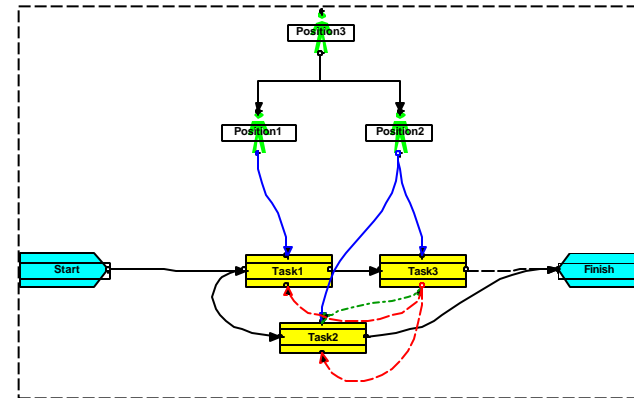 Position3
Position1
Position2
Start
Task1
Task3
Finish
Task2